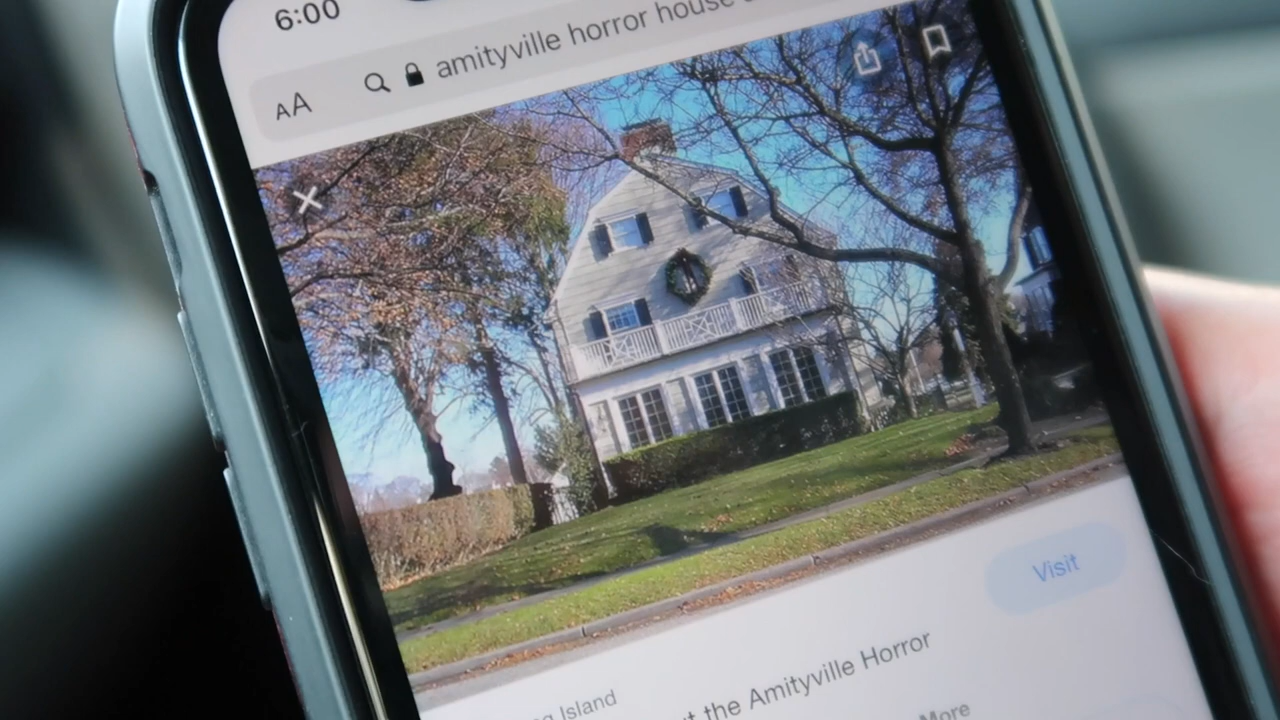 6:00
AA amityville horror house
Visit
Island
the Amityville Horror
More